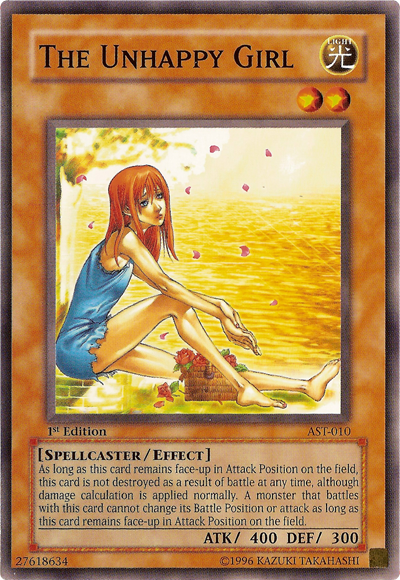 THE UNHAPPY GIRL
LIGHT
光
1st Edition
AST-010
[SPELLCASTER / EFFECT]
As long as this card remains face-up in Attack Position on the field,
this card is not destroyed as a result of battle at any time, although
damage calculation is applied normally. A monster that battles
with this card cannot change its Battle Position or attack as long as
this card remains face-up in Attack Position on the field.
ATK/ 400 DEF/ 300
27618634
©1996 KAZUKI TAKAHASHI